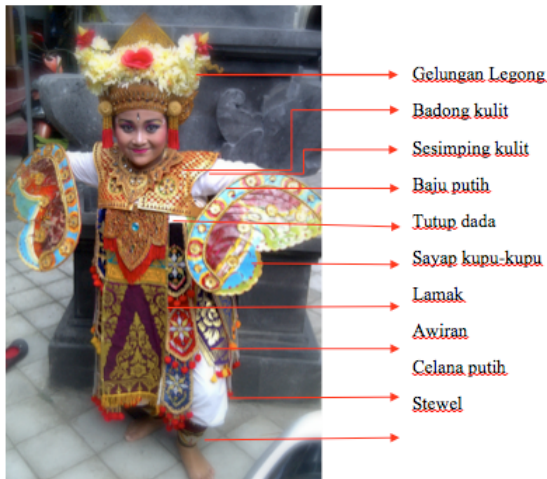 Gelungan Legong
Badong kulit
Sesimping kulit
Baju putih
Tutup dada
Sayap kupu-kupu
Lamak
Awiran
Celana putih
Stewel